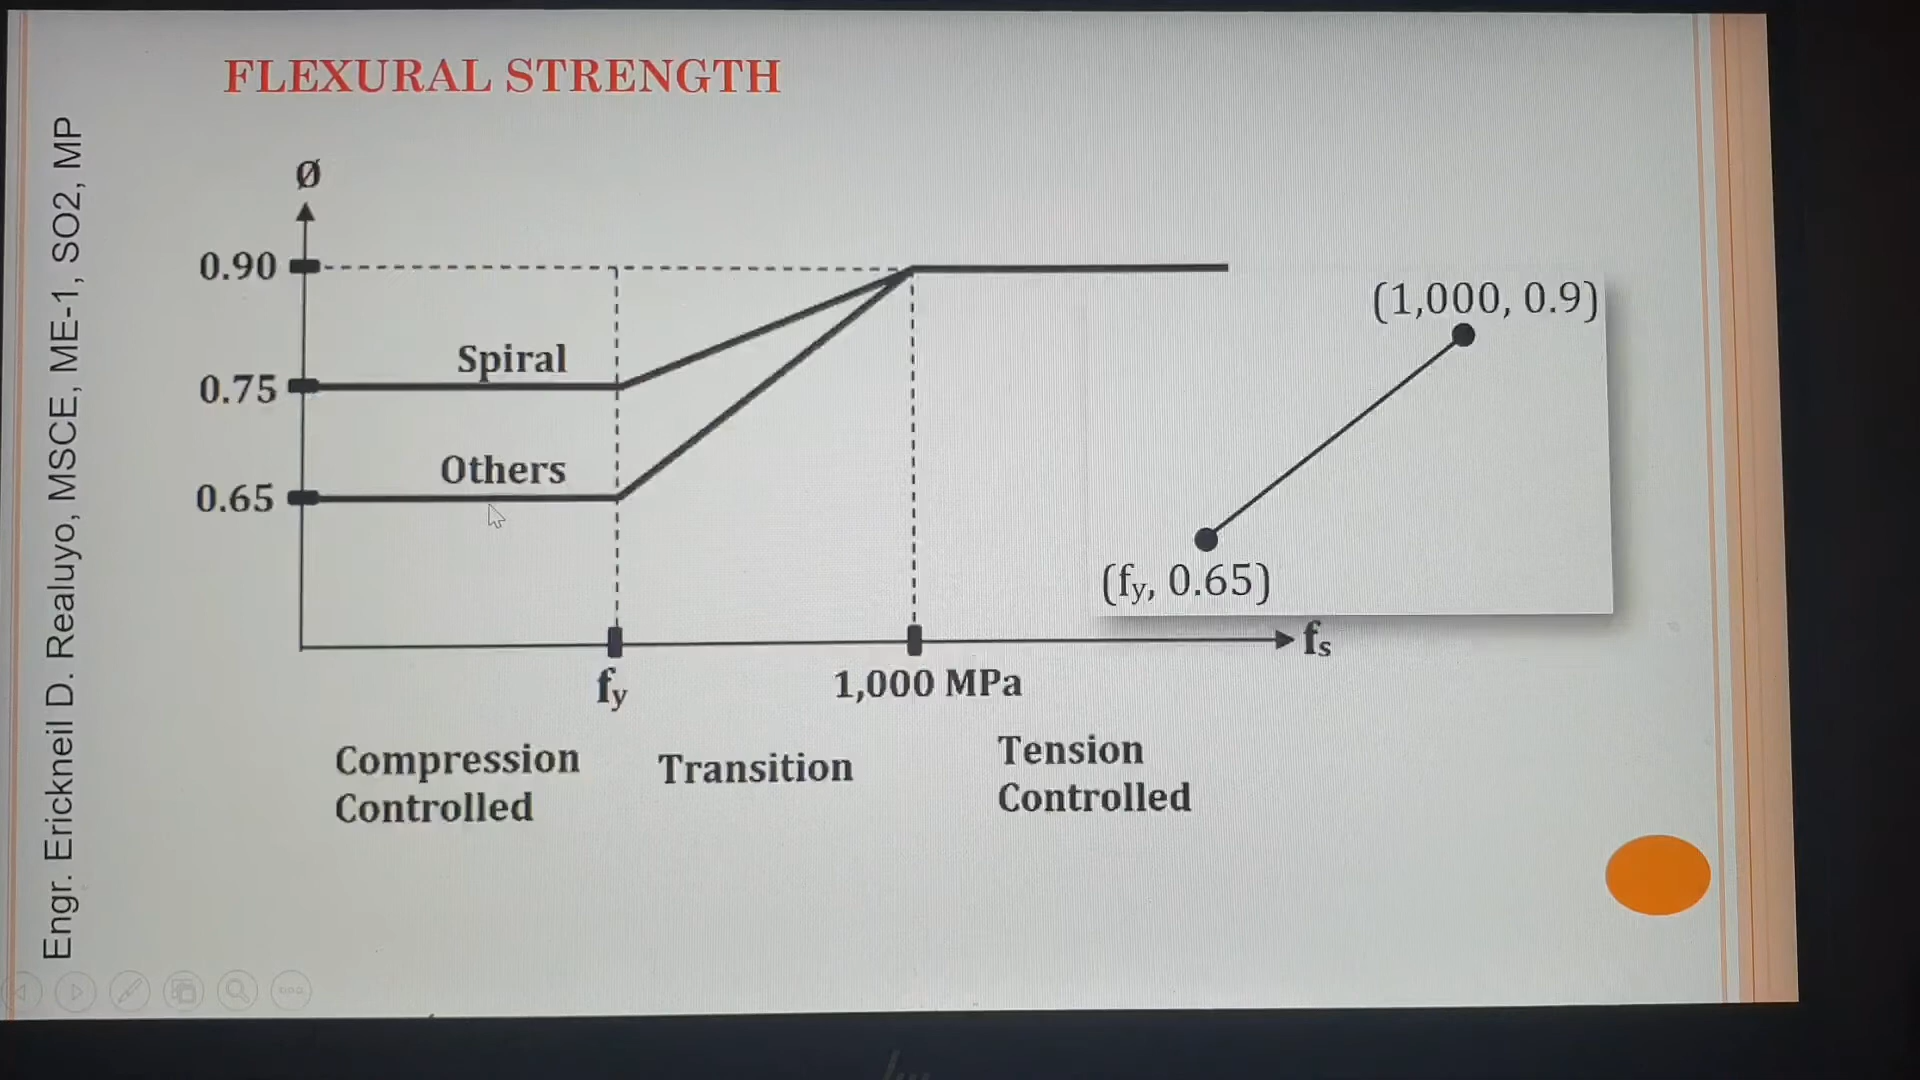 FLEXURAL STRENGTH
Engr. Erickneil D. Realuyo, MSCE, ME-1, SO2, MP
Ø
0.90
0.75
0.65
Spiral
Others
fy
1,000 MPa
fs
(1,000, 0.9)
(fy, 0.65)
Compression
Controlled
Transition
Tension
Controlled